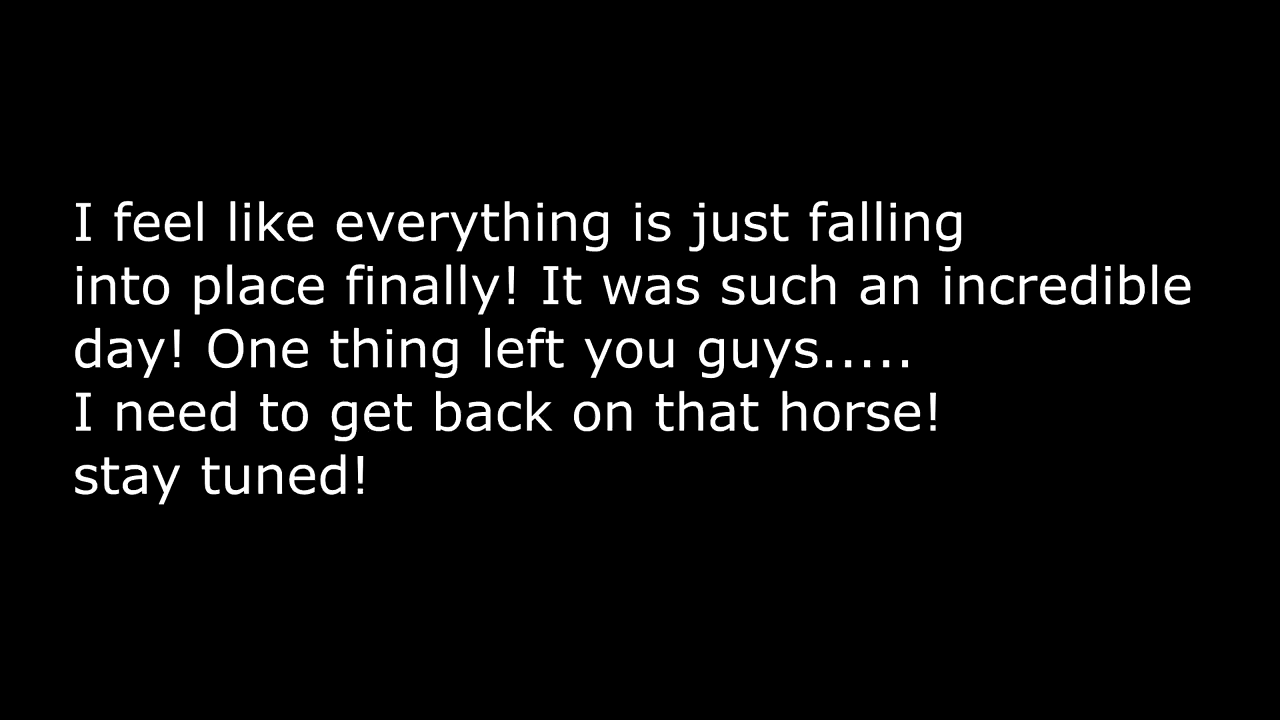 I feel like everything is just falling
into place finally! It was such an incredible
day! One thing left you guys.....
I need to get back on that horse!
stay tuned!